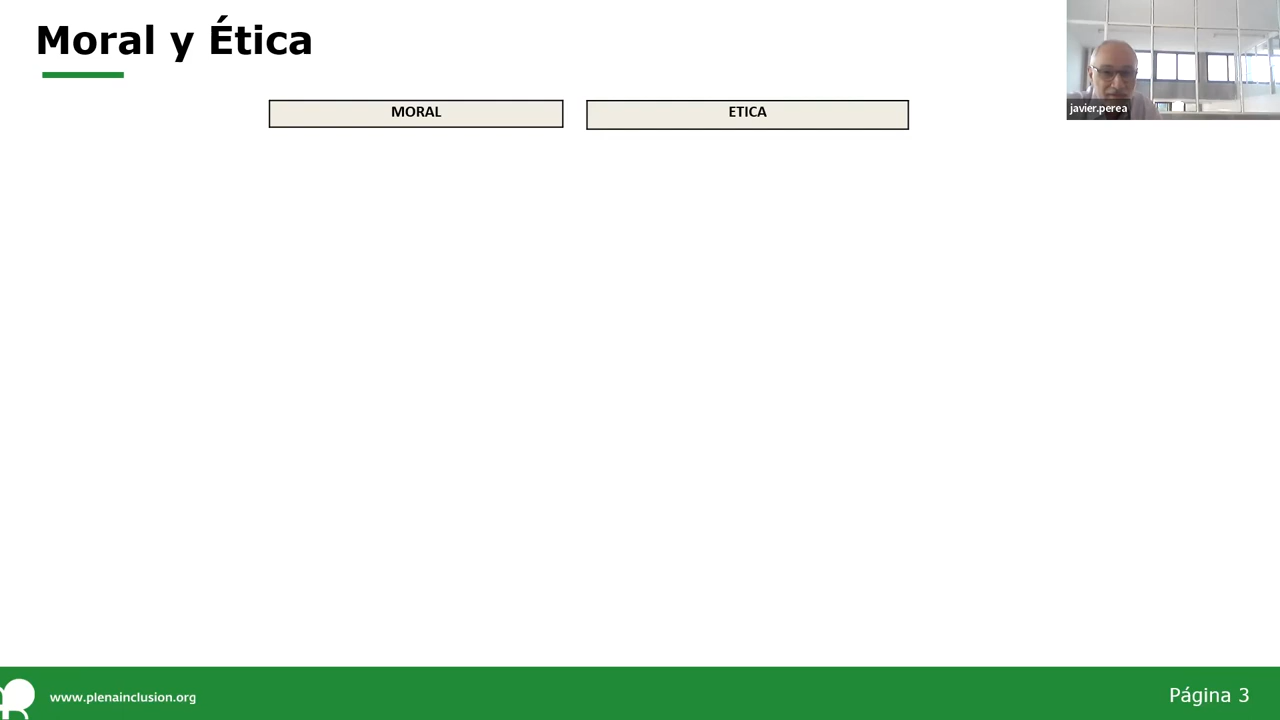 Moral y Ética
MORAL
ETICA
javier.perea
www.plenainclusion.org
Página 3